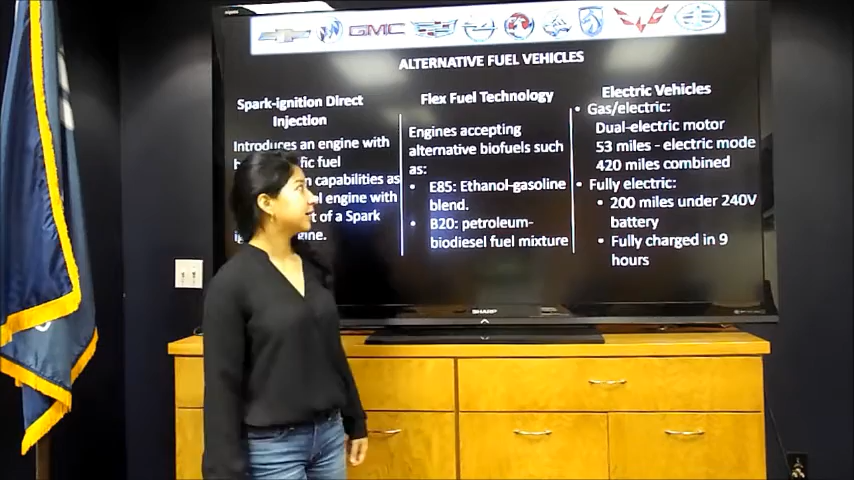 GMC
ALTERNATIVE FUEL VEHICLES
Spark-Ignition Direct
Injection
Introduces an engine with
fuel
capabilities as
engine with
of a Spark
engine.
Flex Fuel Technology
Engines accepting
alternative, biofuels such
as:
• E85: Ethanol-gasoline
blend.
• B20: petroleum-
biodiesel fuel mixture
Electric Vehicles
• Gas/electric:
Dual-electric motor
53 miles - electric mode
420 miles combined
• Fully electric:
• 200 miles under 240V
battery
• Fully charged in 9
hours
SHARP